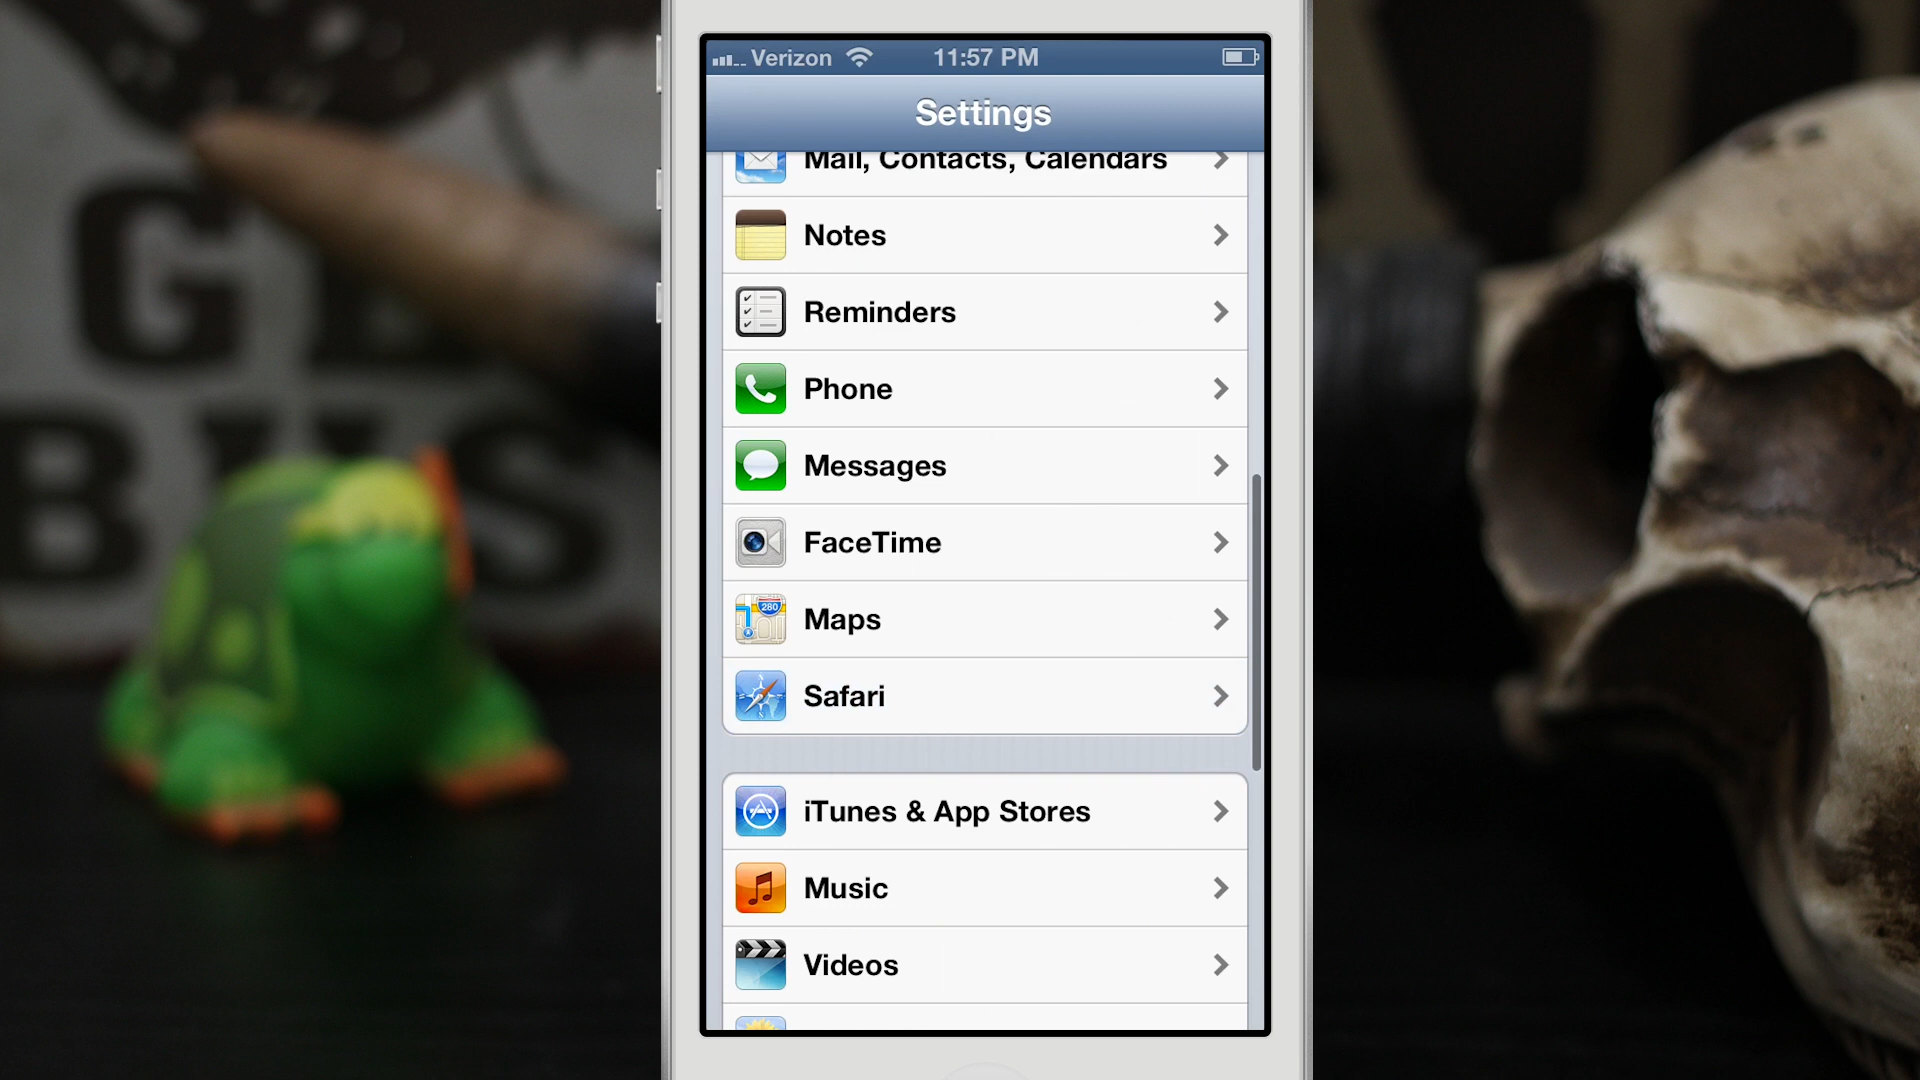 Verizon 11:57 PM
Settings
Mail, Contacts, Calendars
Notes
Reminders
Phone
Messages
FaceTime
280
Maps
Safari
iTunes & App Stores
Music
Videos